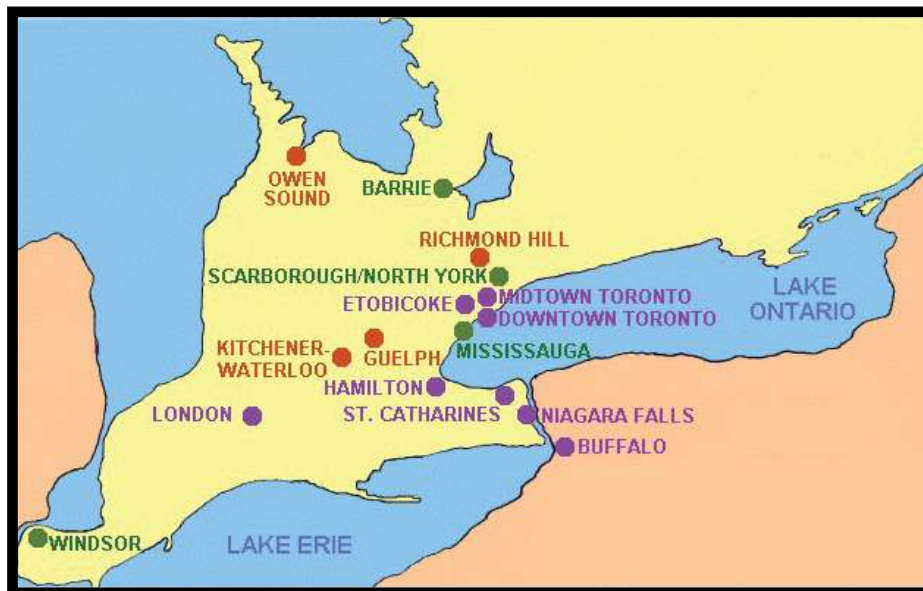 OWEN
SOUND
BARRIE
RICHMOND HILL
SCARBOROUGH/NORTH YORK
LAKE
ONTARIO
ETOBICOKE
MIDTOWN TORONTO
DOWNTOWN TORONTO
KITCHENER-
WATERLOO
GUELPH
MISSISSAUGA
HAMILTON
LONDON
ST. CATHARINES
NIAGARA FALLS
BUFFALO
WINDSOR
LAKE ERIE